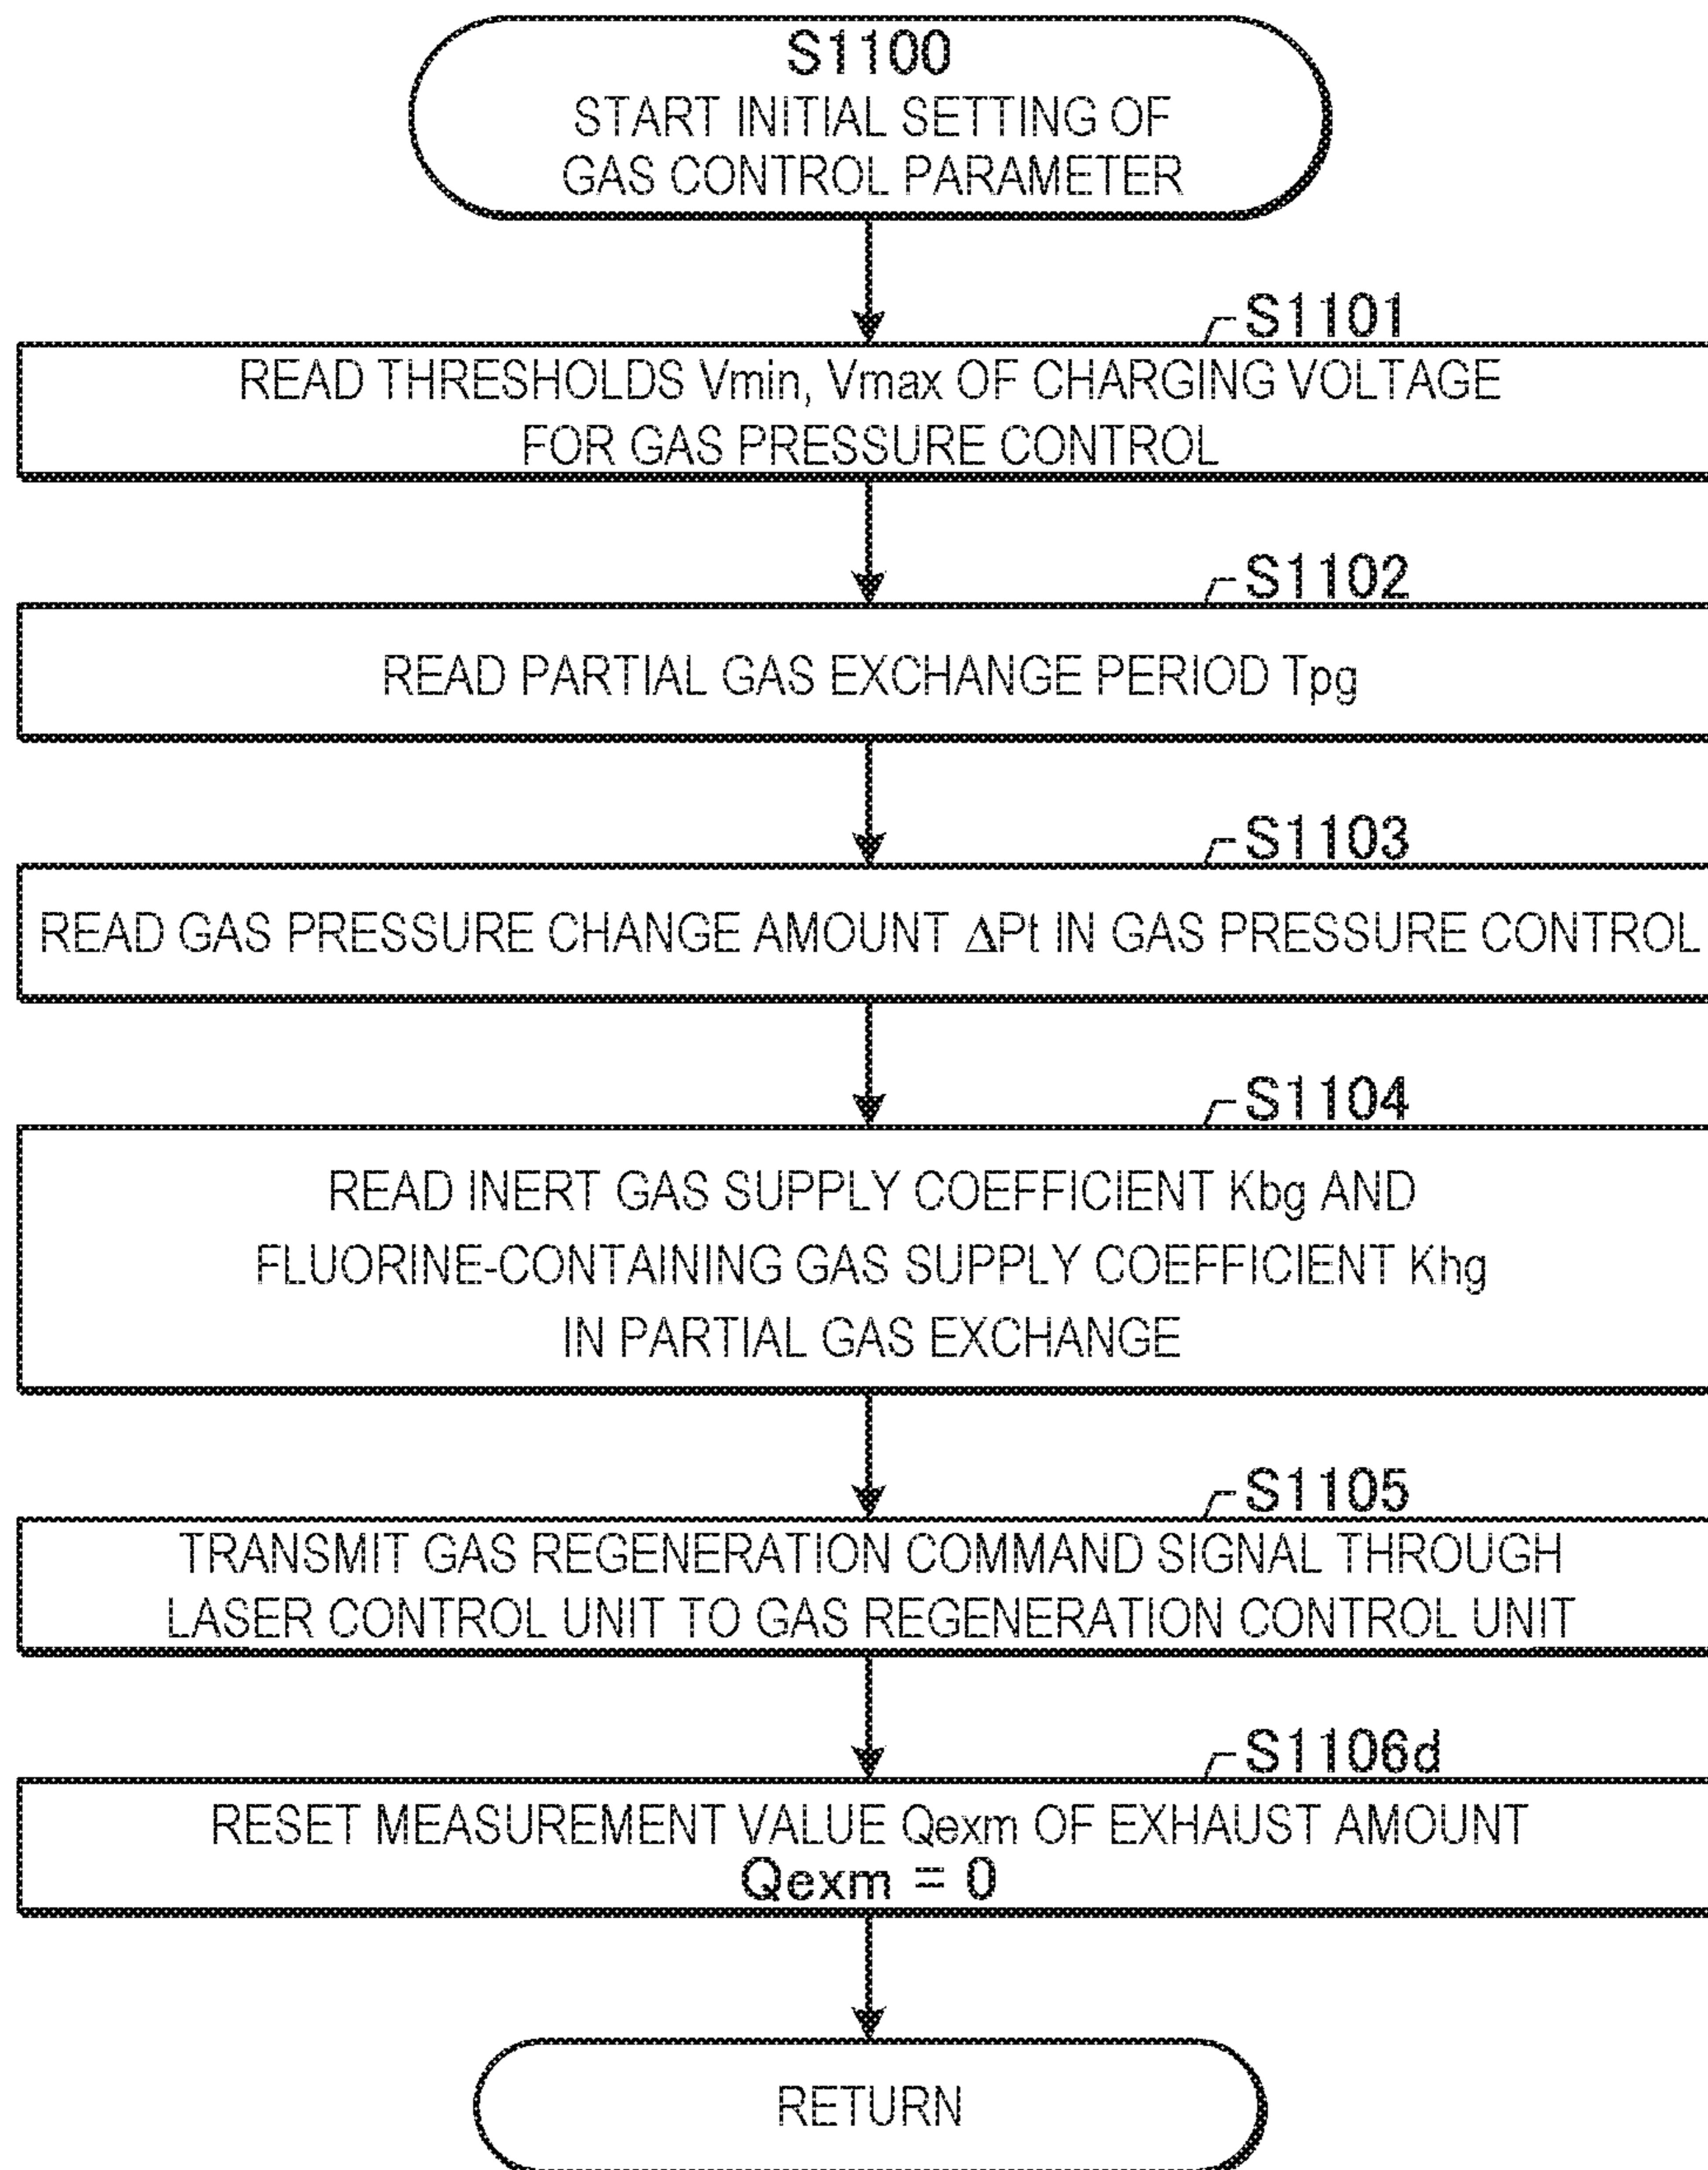 S1100
START INITIAL SETTING OF
GAS CONTROL PARAMETER
S1101
READ THRESHOLDS Vmin, Vmax OF CHARGING VOLTAGE
FOR GAS PRESSURE CONTROL
S1102
READ PARTIAL GAS EXCHANGE PERIOD Tpg
S1103
READ GAS PRESSURE CHANGE AMOUNT ΔPt IN GAS PRESSURE CONTROL
S1104
READ INERT GAS SUPPLY COEFFICIENT Kbg AND
FLUORINE-CONTAINING GAS SUPPLY COEFFICIENT Khg
IN PARTIAL GAS EXCHANGE
S1105
TRANSMIT GAS REGENERATION COMMAND SIGNAL THROUGH
LASER CONTROL UNIT TO GAS REGENERATION CONTROL UNIT
S1106d
RESET MEASUREMENT VALUE Qexm OF EXHAUST AMOUNT
Qexm = 0
RETURN